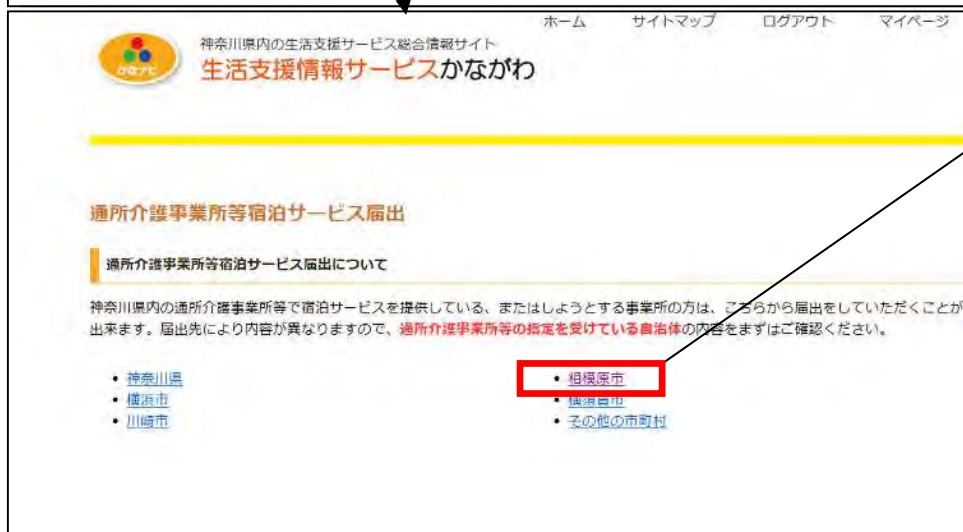 ホーム サイトマップ ログアウト マイページ
かなナビ
神奈川県内の生活支援サービス総合情報サイト
生活支援情報サービスかながわ
通所介護事業所等宿泊サービス届出
通所介護事業所等宿泊サービス届出について
神奈川県内の通所介護事業所等で宿泊サービスを提供している、またはしようとする事業所の方は、こちらから届出をしていただくことが
出来ます。届出先により内容が異なりますので、通所介護事業所等の指定を受けている自治体の内容をまずはご確認ください。
• 神奈川県
• 横浜市
• 川崎市
• 相模原市
• 横須賀市
• その他の市町村